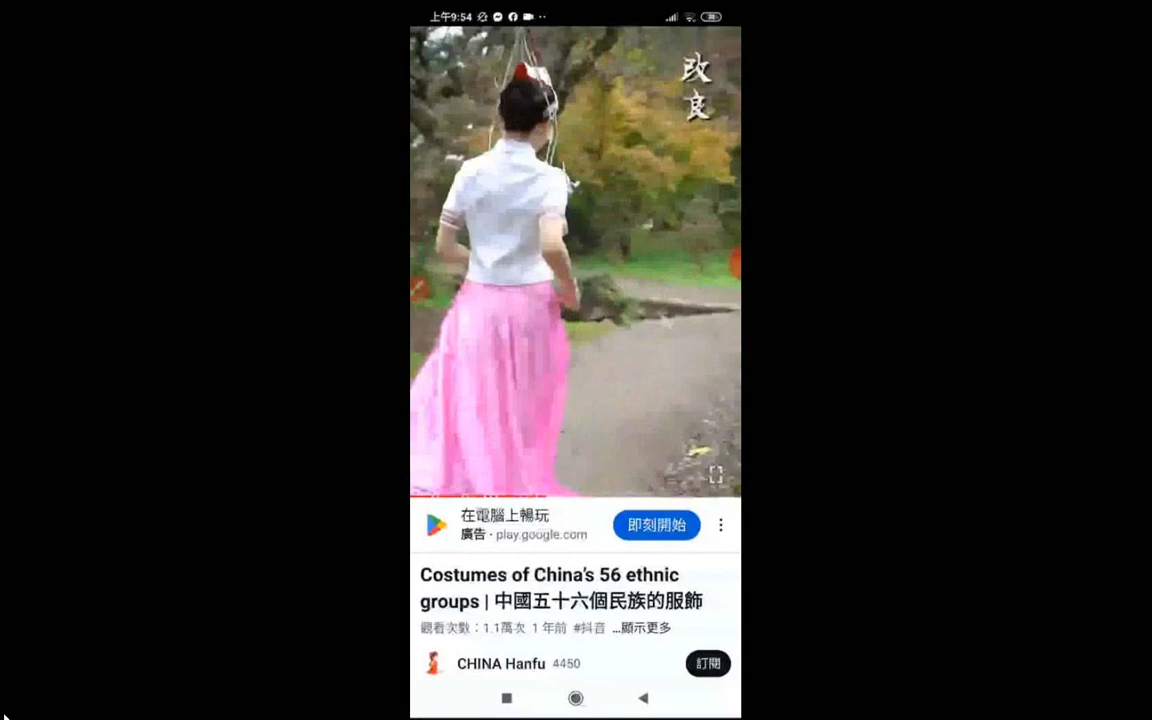 上午9:54
改
良
在電腦上暢玩
廣告 · play.google.com
即刻開始
Costumes of China's 56 ethnic
groups | 中國五十六個民族的服飾
觀看次數：1.1萬次 1 年前 #抖音 ...顯示更多
CHINA Hanfu 4450
訂閱